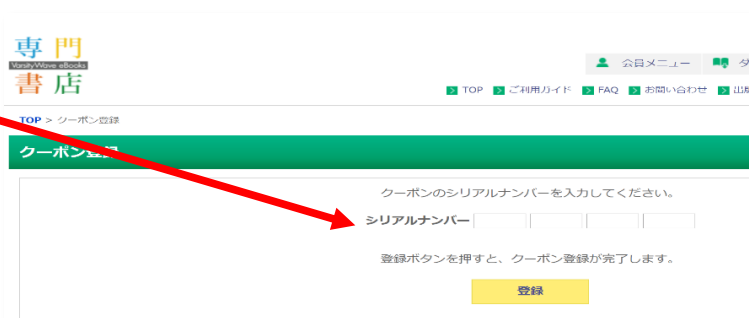 専門
VarsityWave eBooks
書店
会員メニュー
TOP ご利用ガイド FAQ お問い合わせ
TOP > クーポン登録
クーポン登録
クーポンのシリアルナンバーを入力してください。
シリアルナンバー
登録ボタンを押すと、クーポン登録が完了します。
登録